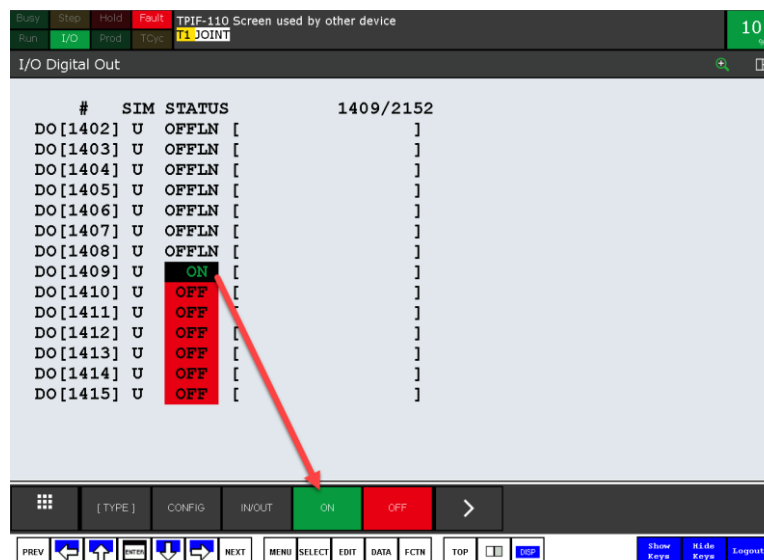 Busy Step Hold Fault TPIF-110 Screen used by other device
Run I/O Prod TCyc T1 JOINT
10
%
I/O Digital Out
# SIM STATUS 1409/2152
DO[1402] U OFFLN [ ]
DO[1403] U OFFLN [ ]
DO[1404] U OFFLN [ ]
DO[1405] U OFFLN [ ]
DO[1406] U OFFLN [ ]
DO[1407] U OFFLN [ ]
DO[1408] U OFFLN [ ]
DO[1409] U ON [ ]
DO[1410] U OFF [ ]
DO[1411] U OFF [ ]
DO[1412] U OFF [ ]
DO[1413] U OFF [ ]
DO[1414] U OFF [ ]
DO[1415] U OFF [ ]
[ TYPE ] CONFIG IN/OUT ON OFF >
PREV ENTER NEXT MENU SELECT EDIT DATA FCTN TOP DISP Show Keys Hide Keys Logout